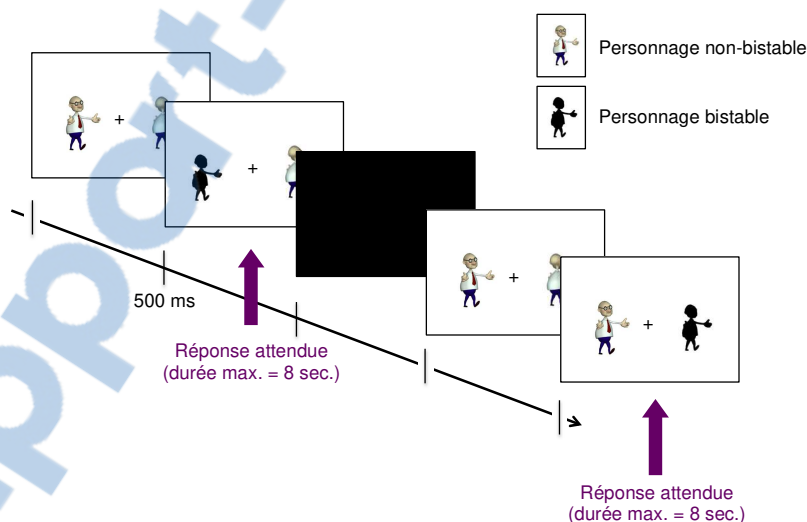 Personnage non-bistable
Personnage bistable
+
+
500 ms
Réponse attendue
(durée max. = 8 sec.)
+
+
Réponse attendue
(durée max. = 8 sec.)